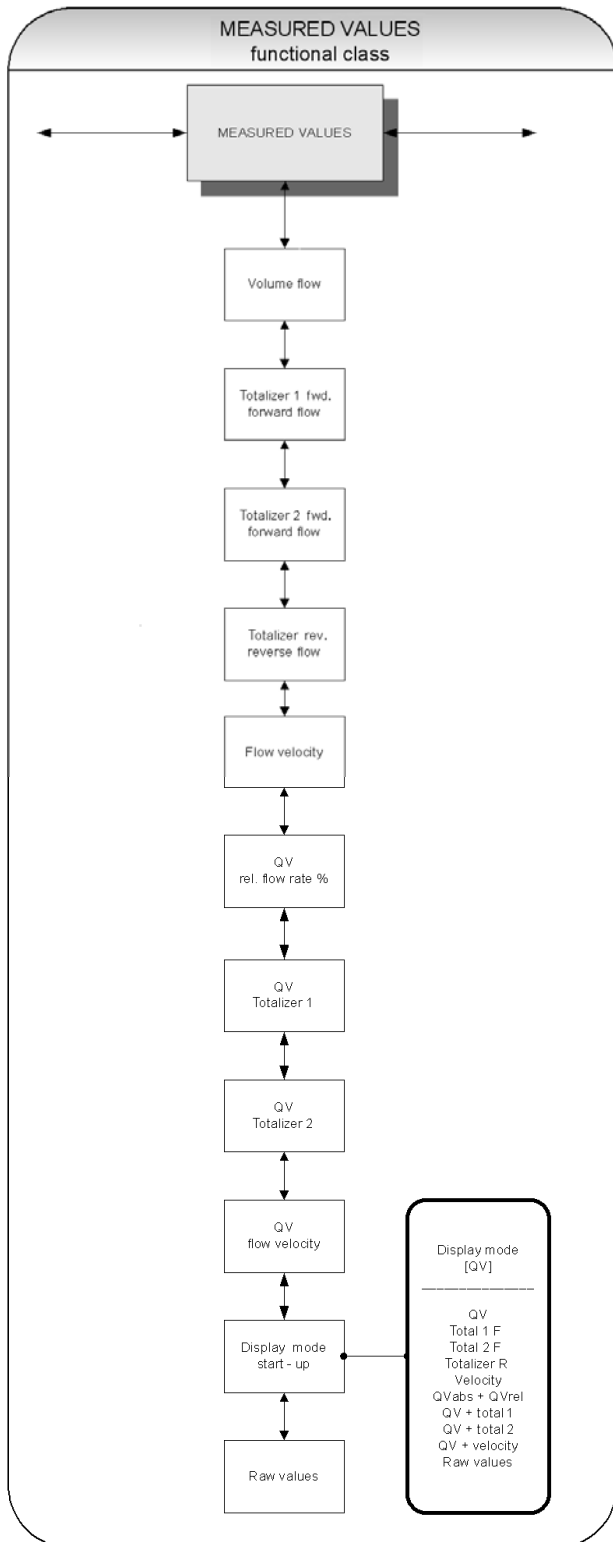 MEASURED VALUES
functional class
MEASURED VALUES
Volume flow
Totalizer 1 fwd.
forward flow
Totalizer 2 fwd.
forward flow
Totalizer rev.
reverse flow
Flow velocity
QV
rel. flow rate %
QV
Totalizer 1
QV
Totalizer 2
QV
flow velocity
Display mode
start - up
Raw values
Display mode
[QV]
QV
Total 1 F
Total 2 F
Totalizer R
Velocity
QVabs + QVrel
QV + total 1
QV + total 2
QV + velocity
Raw values